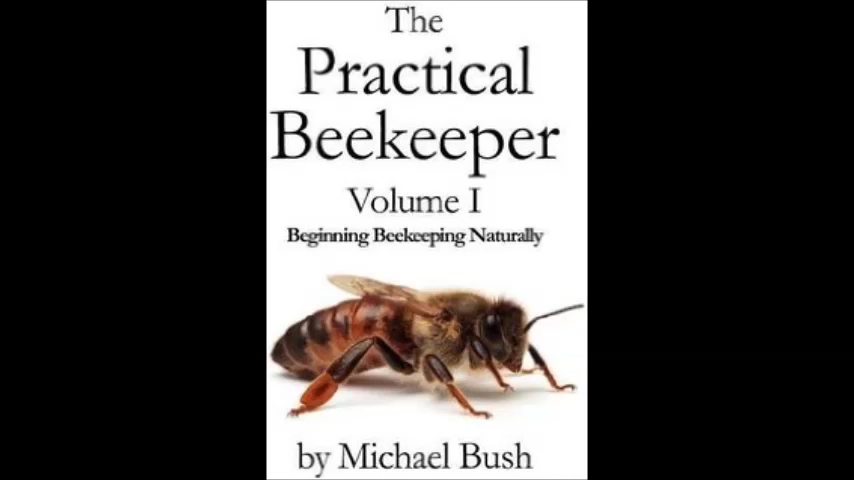 The
Practical
Beekeeper
Volume I
Beginning Beekeeping Naturally
by Michael Bush